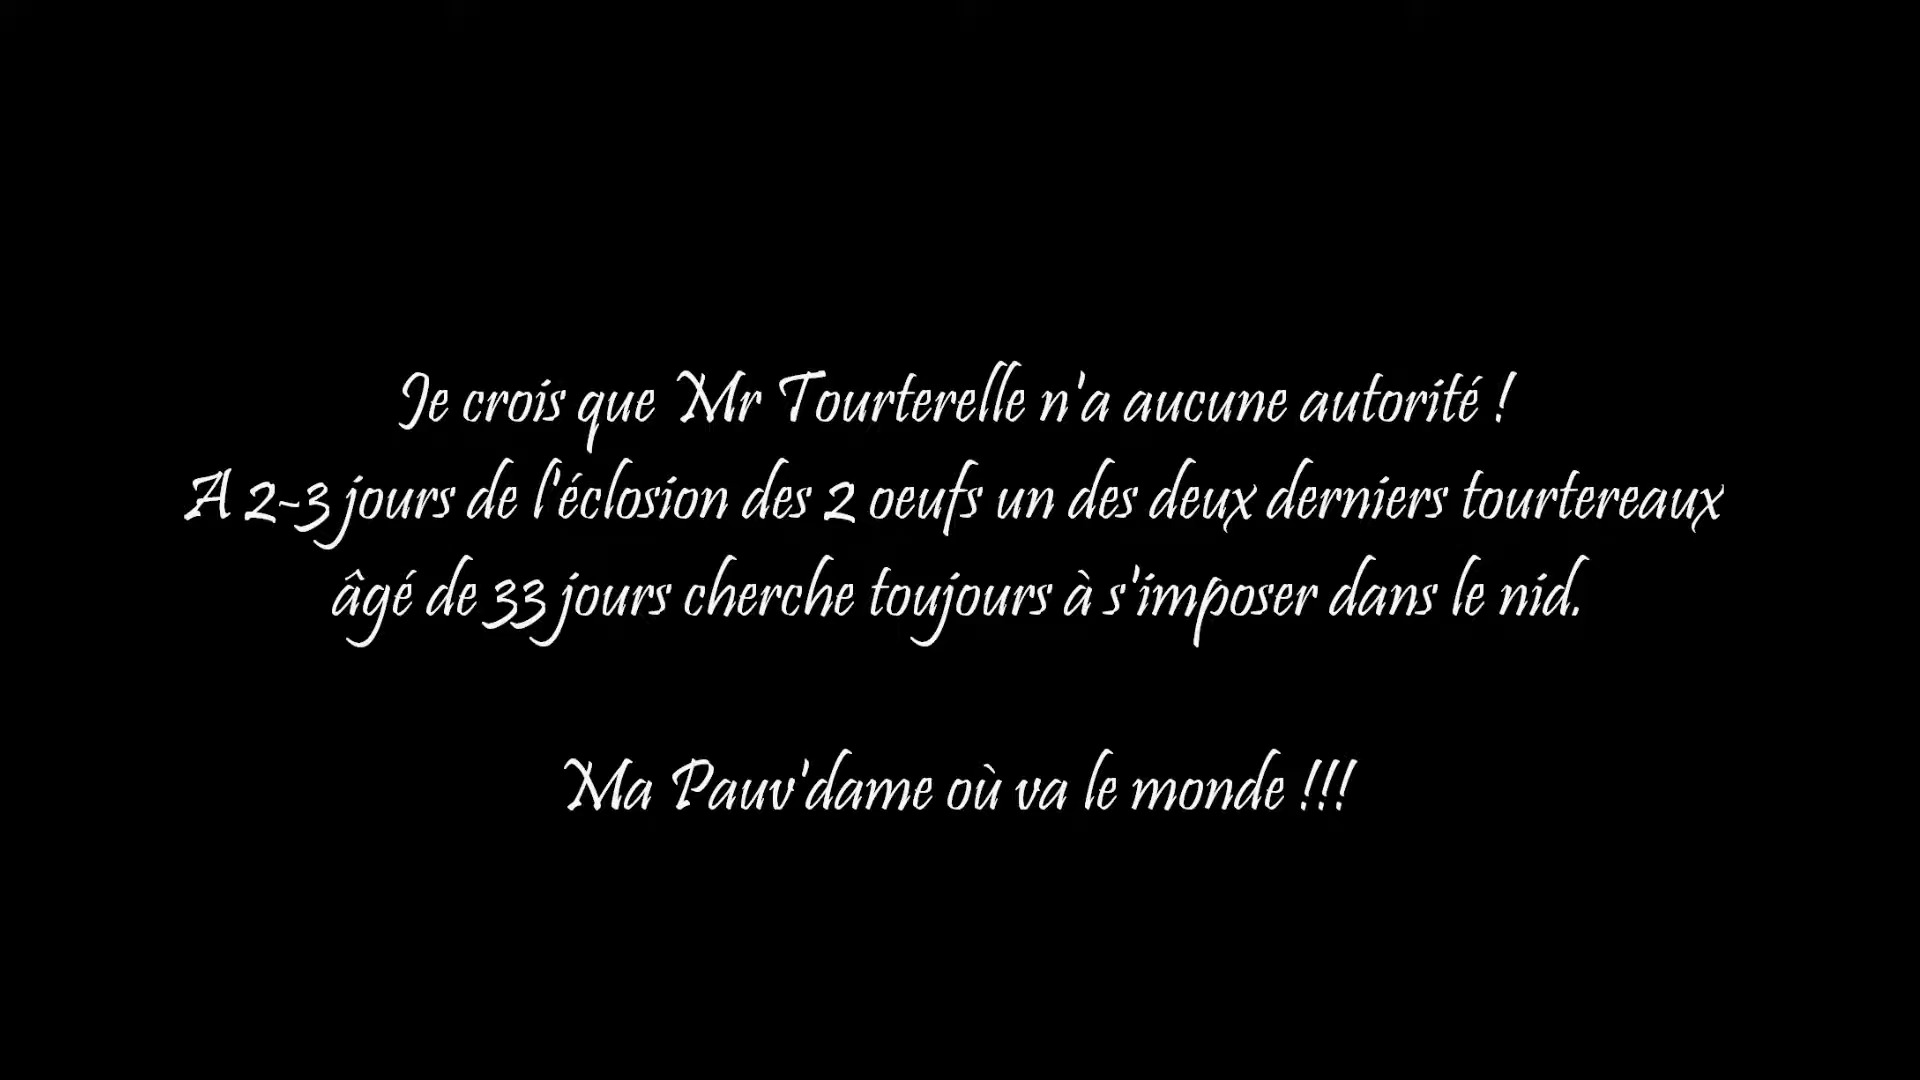 Je crois que Mr Tourterelle n'a aucune autorité !
A 2-3 jours de l'éclosion des 2 oeufs un des deux derniers tourtereaux
âgé de 33 jours cherche toujours à s'imposer dans le nid.
Ma Pauv'dame où va le monde !!!